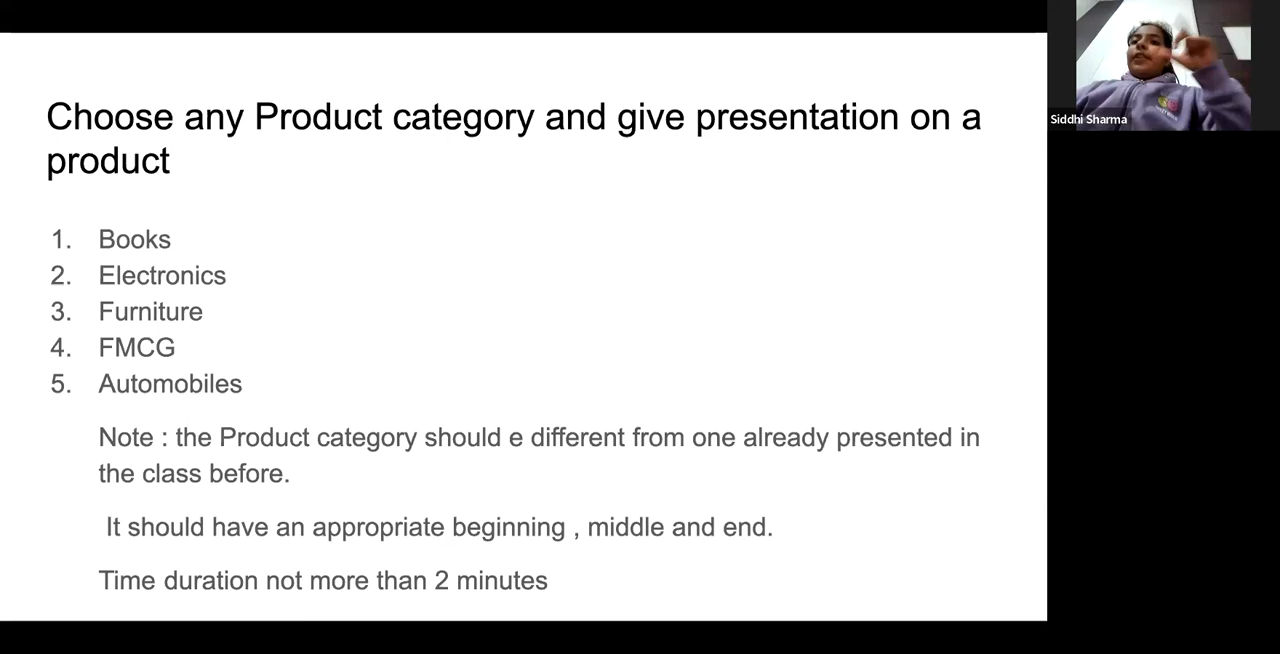 Choose any Product category and give presentation on a
product
1. Books
2. Electronics
3. Furniture
4. FMCG
5. Automobiles
Note : the Product category should e different from one already presented in
the class before.
It should have an appropriate beginning , middle and end.
Time duration not more than 2 minutes
Siddhi Sharma